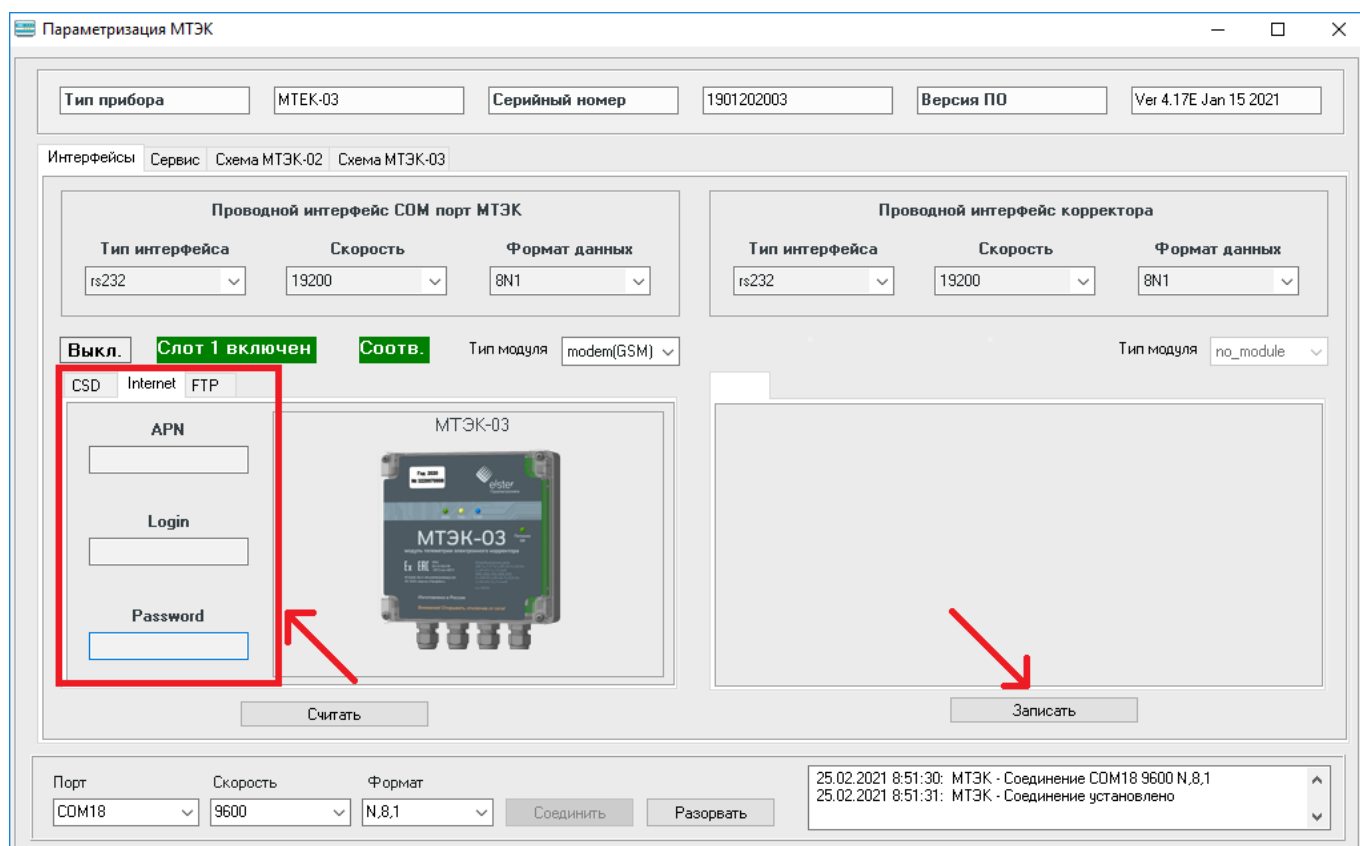 Параметризация МТЭК
Тип прибора МТЕК-03 Серийный номер 1901202003 Версия ПО Ver 4.17E Jan 15 2021
Интерфейсы Сервис Схема МТЭК-02 Схема МТЭК-03
Проводной интерфейс COM порт МТЭК
Тип интерфейса Скорость Формат данных
rs232 19200 8N1
Проводной интерфейс корректора
Тип интерфейса Скорость Формат данных
rs232 19200 8N1
Выкл. Слот 1 включен Соотв. Тип модуля modem(GSM)
Тип модуля no_module
CSD Internet FTP
APN
Login
Password
МТЭК-03
elster
МТЭК-03
Считать
Записать
Порт Скорость Формат
COM18 9600 N,8,1 Соединить Разорвать
25.02.2021 8:51:30: МТЭК - Соединение COM18 9600 N,8,1
25.02.2021 8:51:31: МТЭК - Соединение установлено